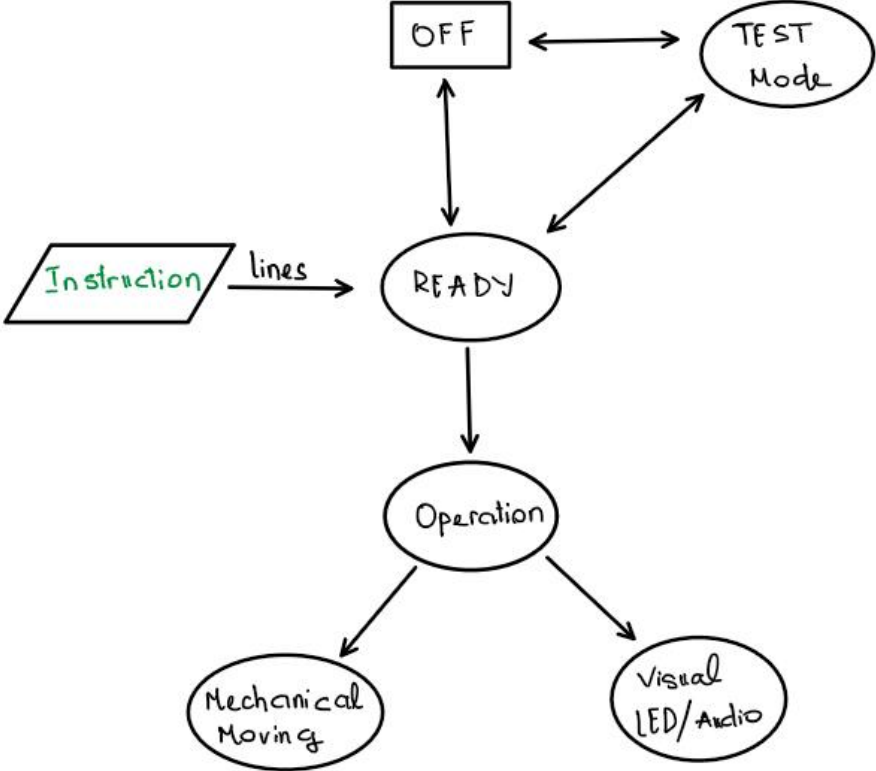 OFF
TEST
Mode
Instruction
lines
READY
Operation
Mechanical
Moving
Visual
LED/Audio